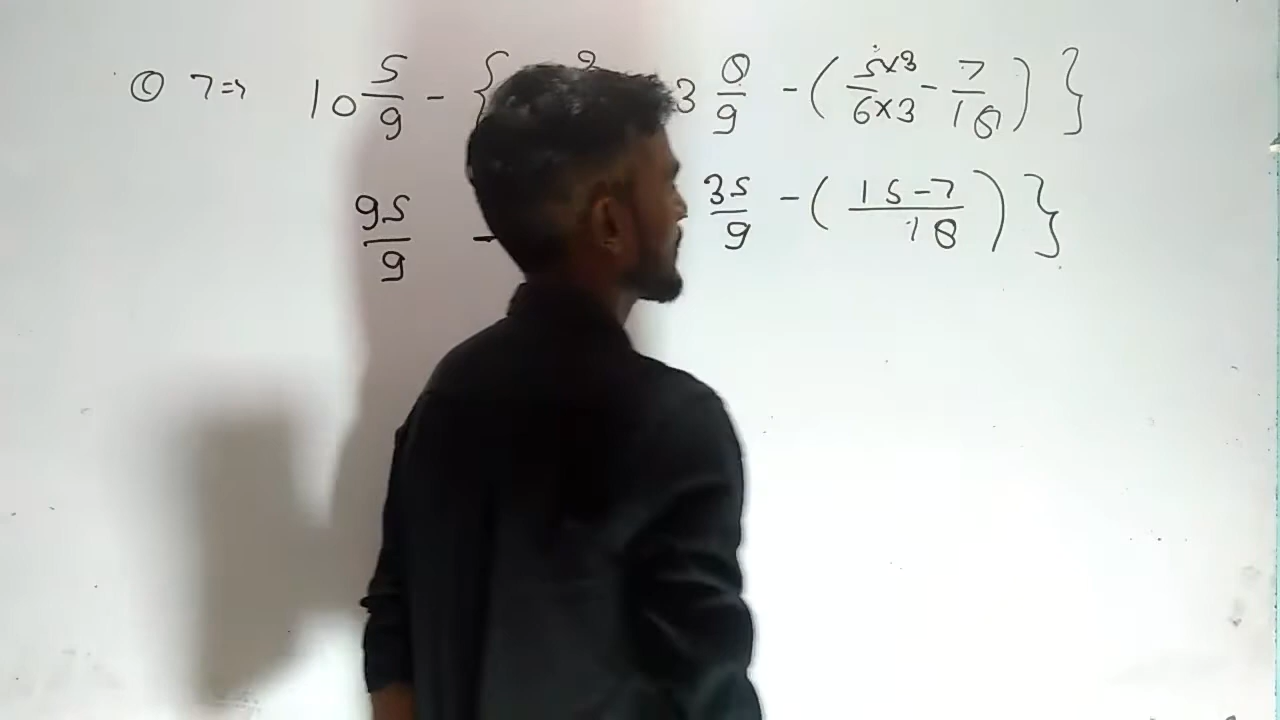 ① 7 ⇒ 10 5/9 - { 3 8/9 - ( 5×3/6×3 - 7/18 ) }
95/9 - 35/9 - ( 15-7/18 ) }